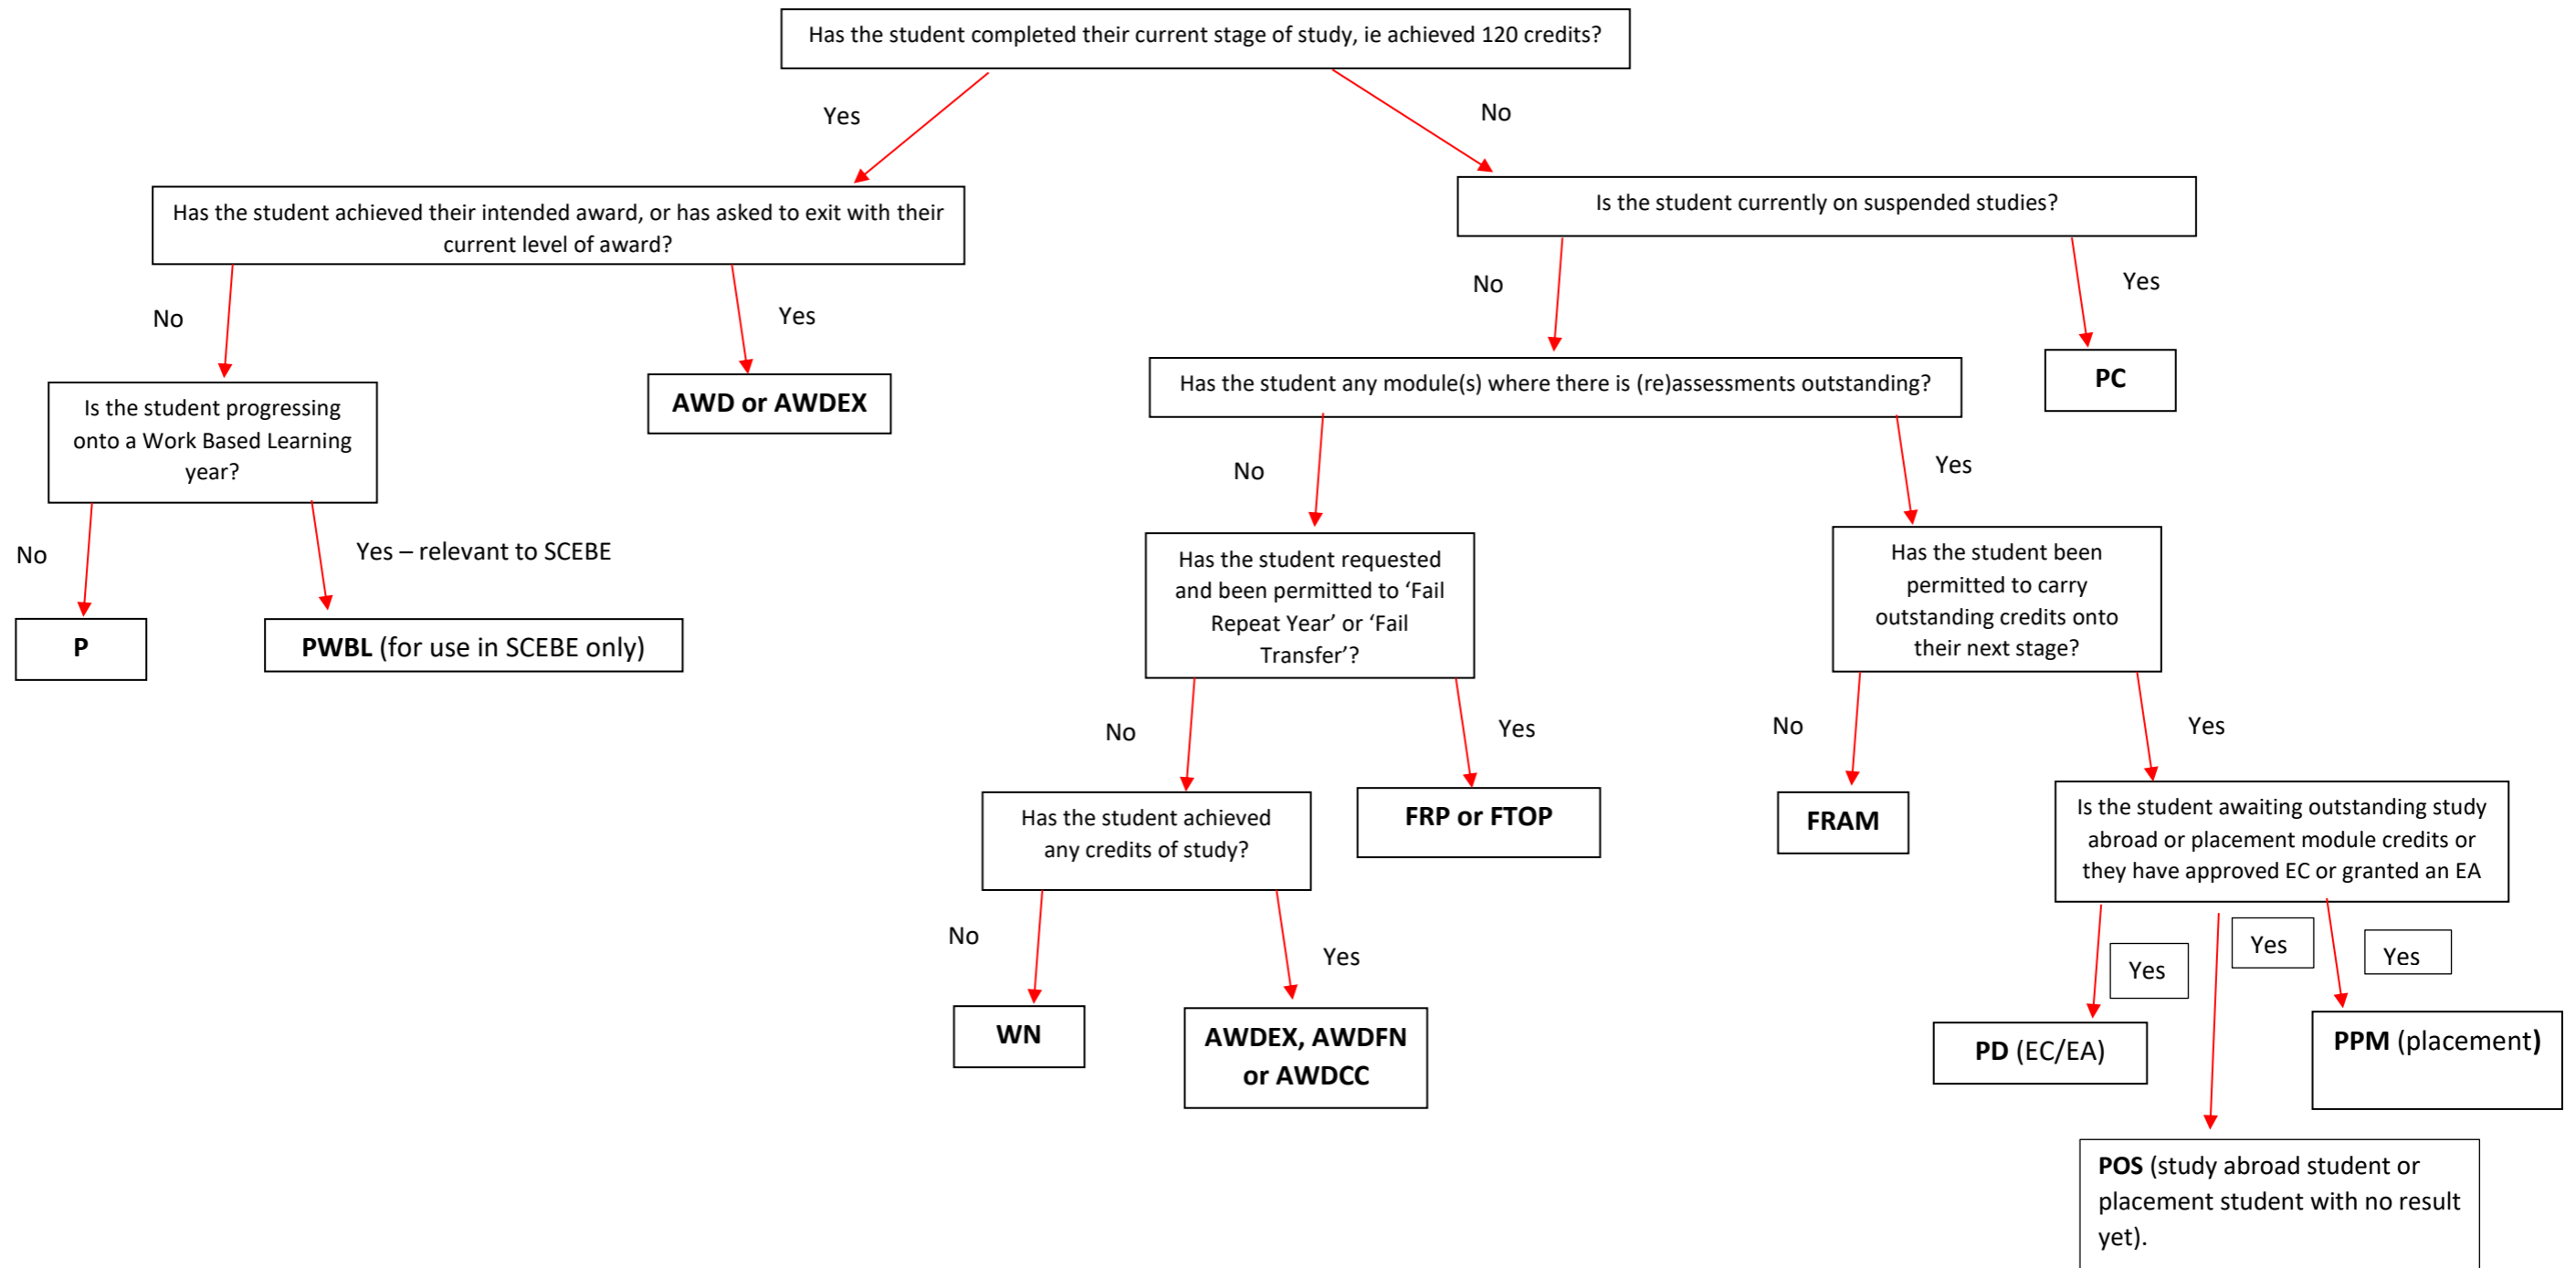 Has the student completed their current stage of study, ie achieved 120 credits?
Yes
No
Has the student achieved their intended award, or has asked to exit with their
current level of award?
Is the student currently on suspended studies?
No
Yes
No
Yes
Is the student progressing
onto a Work Based Learning
year?
AWD or AWDEX
Has the student any module(s) where there is (re)assessments outstanding?
PC
No
Yes – relevant to SCEBE
No
Yes
P
PWBL (for use in SCEBE only)
Has the student requested
and been permitted to ‘Fail
Repeat Year’ or ‘Fail
Transfer’?
Has the student been
permitted to carry
outstanding credits onto
their next stage?
No
Yes
No
Yes
Has the student achieved
any credits of study?
FRP or FTOP
FRAM
Is the student awaiting outstanding study
abroad or placement module credits or
they have approved EC or granted an EA
No
Yes
Yes
Yes
Yes
WN
AWDEX, AWDFN
or AWDCC
PD (EC/EA)
PPM (placement)
POS (study abroad student or
placement student with no result
yet).